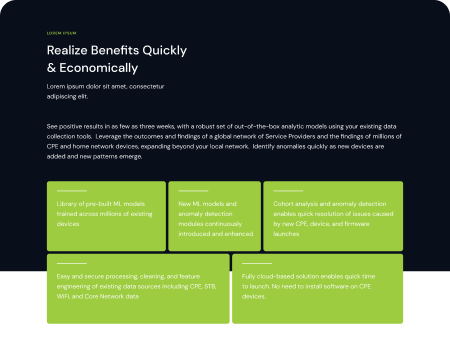 LOREM IPSUM
Realize Benefits Quickly
& Economically
Lorem ipsum dolor sit amet, consectetur
adipiscing elit.
See positive results in as few as three weeks, with a robust set of out-of-the-box analytic models using your existing data
collection tools. Leverage the outcomes and findings of a global network of Service Providers and the findings of millions of
CPE and home network devices, expanding beyond your local network. Identify anomalies quickly as new devices are
added and new patterns emerge.
Library of pre-built ML models
trained across millions of existing
devices
New ML models and
anomaly detection
modules continuously
introduced and enhanced
Cohort analysis and anomaly detection
enables quick resolution of issues caused
by new CPE, device, and firmware
launches
Easy and secure processing, cleaning, and feature
engineering of existing data sources including CPE, STB,
WIFI, and Core Network data
Fully cloud-based solution enables quick time
to launch. No need to install software on CPE
devices.